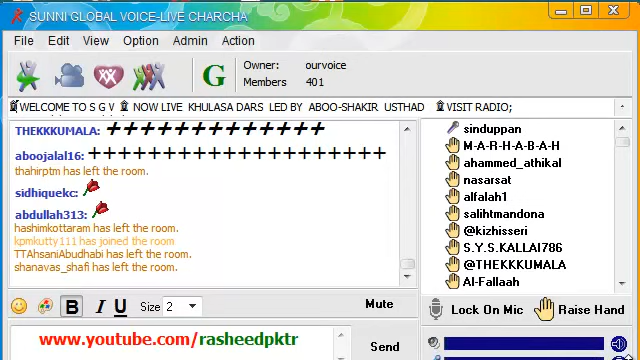 SUNNI GLOBAL VOICE-LIVE CHARCHA
File Edit View Option Admin Action
G Owner: ourvoice
Members 401
WELCOME TO S G V NOW LIVE KHULASA DARS LED BY ABOO-SHAKIR USTHAD VISIT RADIO;
THEKKKUMALA: +++++++++++++
aboojalal16: +++++++++++++++++++
thahirptm has left the room.
sidhiquekc:
abdullah313:
hashimkottaram has left the room.
kpmkutty111 has joined the room
TTAhsaniAbudhabi has left the room.
shanavas_shafi has left the room.
sinduppan
M-A-R-H-A-B-A-H
ahammed_athikal
nasarsat
alfalah1
salihtmandona
@kizhisseri
S.Y.S.KALLAI786
@THEKKKUMALA
Al-Fallaah
B I U Size 2 Mute
Lock On Mic Raise Hand
www.youtube.com/rasheedpktr
Send